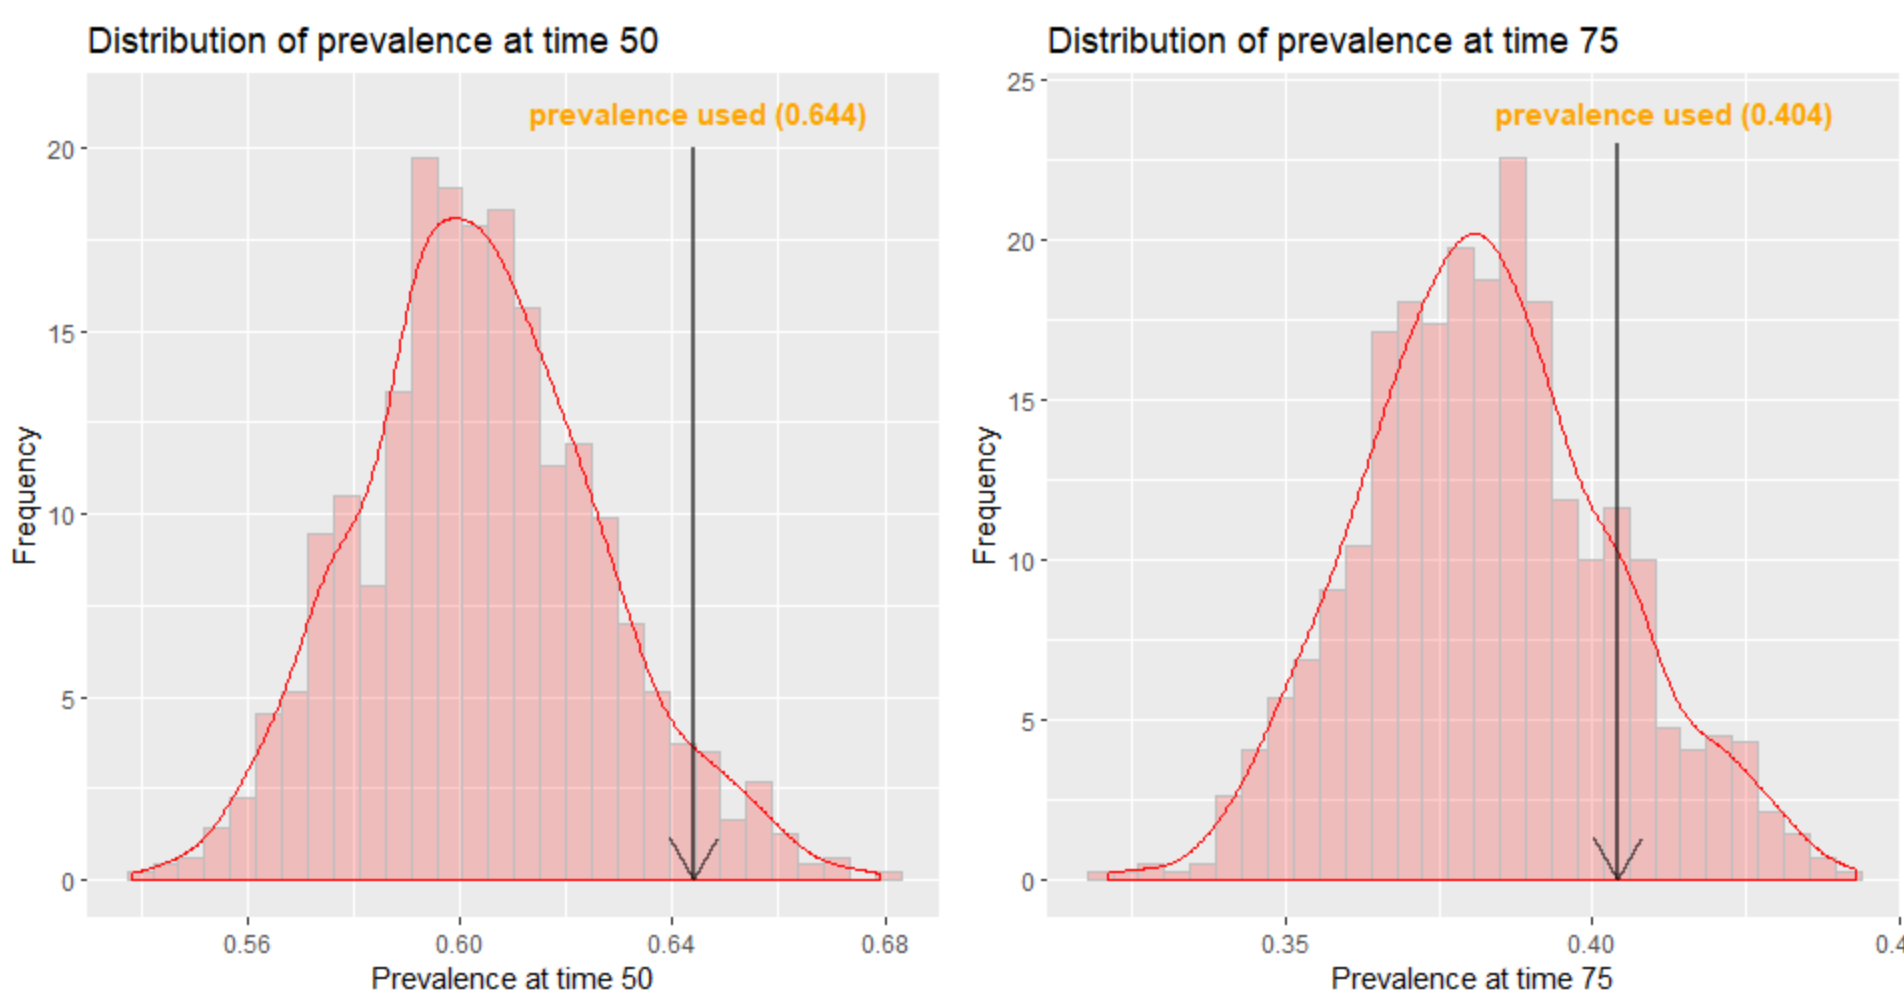 Distribution of prevalence at time 50
prevalence used (0.644)
20
15
10
5
0
Frequency
0.56 0.60 0.64 0.68
Prevalence at time 50
Distribution of prevalence at time 75
prevalence used (0.404)
25
20
15
10
5
0
Frequency
0.35 0.40
Prevalence at time 75